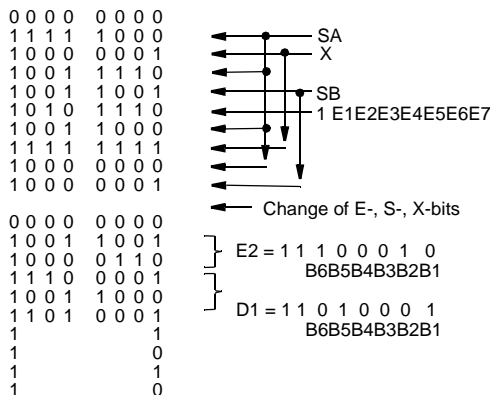 0 0 0 0 0 0 0 0
1 1 1 1 1 0 0 0 SA
1 0 0 0 0 0 0 1 X
1 0 0 1 1 1 1 0
1 0 0 1 1 0 0 1 SB
1 0 1 0 1 1 1 0 1 E1E2E3E4E5E6E7
1 0 0 1 1 0 0 0
1 1 1 1 1 1 1 1
1 0 0 0 0 0 0 0
1 0 0 0 0 0 0 1
Change of E-, S-, X-bits
0 0 0 0 0 0 0 0
1 0 0 1 1 0 0 1
1 0 0 0 0 1 1 0
E2 = 1 1 1 0 0 0 1 0
B6B5B4B3B2B1
1 1 1 0 0 0 0 1
1 0 0 1 1 0 0 0
1 1 0 1 0 0 0 1
D1 = 1 1 0 1 0 0 0 1
B6B5B4B3B2B1
1 1
1 0
1 1
1 0